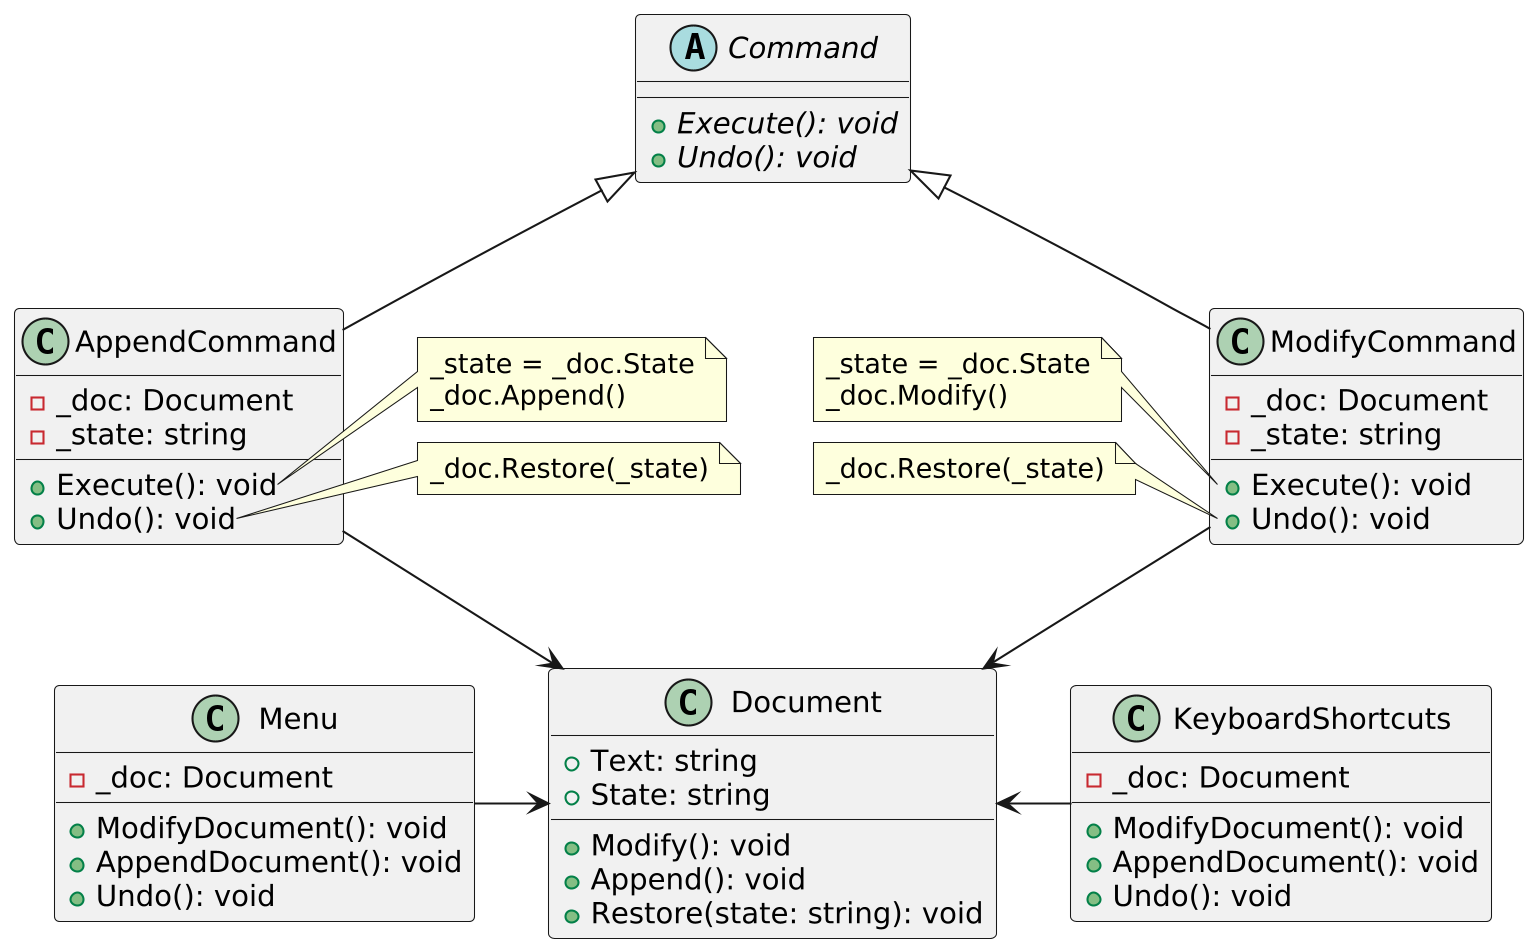 A Command
Execute(): void
Undo(): void
C AppendCommand
_doc: Document
_state: string
Execute(): void
Undo(): void
_state = _doc.State
_doc.Append()
_doc.Restore(_state)
_state = _doc.State
_doc.Modify()
_doc.Restore(_state)
C ModifyCommand
_doc: Document
_state: string
Execute(): void
Undo(): void
C Menu
_doc: Document
ModifyDocument(): void
AppendDocument(): void
Undo(): void
C Document
Text: string
State: string
Modify(): void
Append(): void
Restore(state: string): void
C KeyboardShortcuts
_doc: Document
ModifyDocument(): void
AppendDocument(): void
Undo(): void